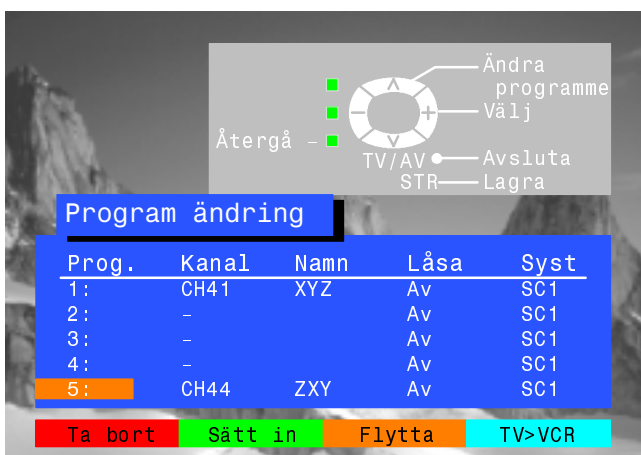 Ändra
programme
Välj
Återgå –
TV/AV Avsluta
STR Lagra
Program ändring
Prog. Kanal Namn Låsa Syst
1: CH41 XYZ Av SC1
2: – Av SC1
3: – Av SC1
4: – Av SC1
5: CH44 ZXY Av SC1
Ta bort Sätt in Flytta TV>VCR